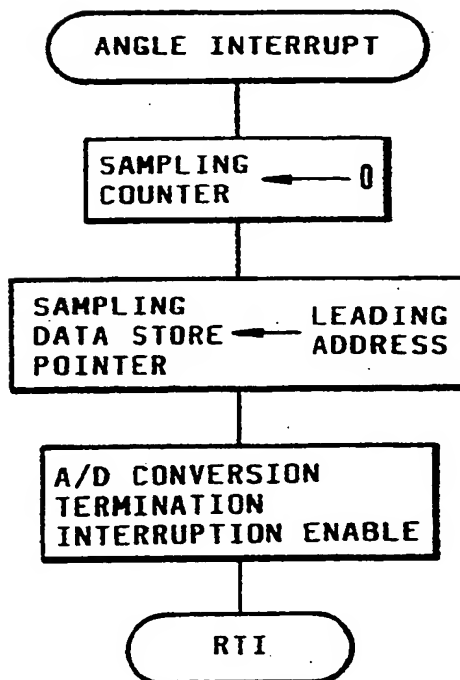 ANGLE INTERRUPT
SAMPLING
COUNTER ← 0
SAMPLING
DATA STORE ← LEADING
POINTER ADDRESS
A/D CONVERSION
TERMINATION
INTERRUPTION ENABLE
RTI